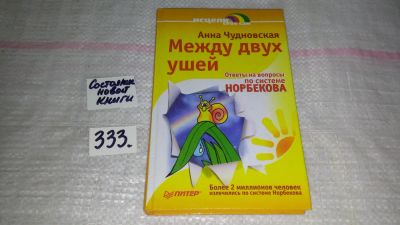 Состояние
новой
книги
333.
исцели
Анна Чудновская
Между двух
ушей
Ответы на вопросы
по системе
НОРБЕКОВА
ПИТЕР
Более 2 миллионов человек
излечились по системе Норбекова